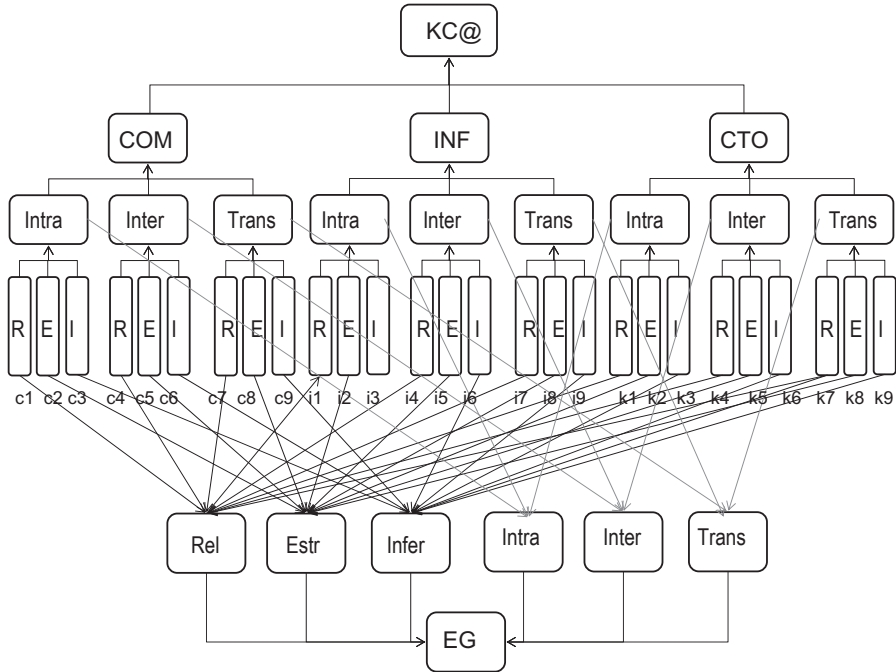 KC@
COM INF CTO
Intra Inter Trans Intra Inter Trans Intra Inter Trans
R E I R E I R E I R E I R E I R E I R E I R E I R E I
c1 c2 c3 c4 c5 c6 c7 c8 c9 i1 i2 i3 i4 i5 i6 i7 i8 i9 k1 k2 k3 k4 k5 k6 k7 k8 k9
Rel Estr Infer Intra Inter Trans
EG